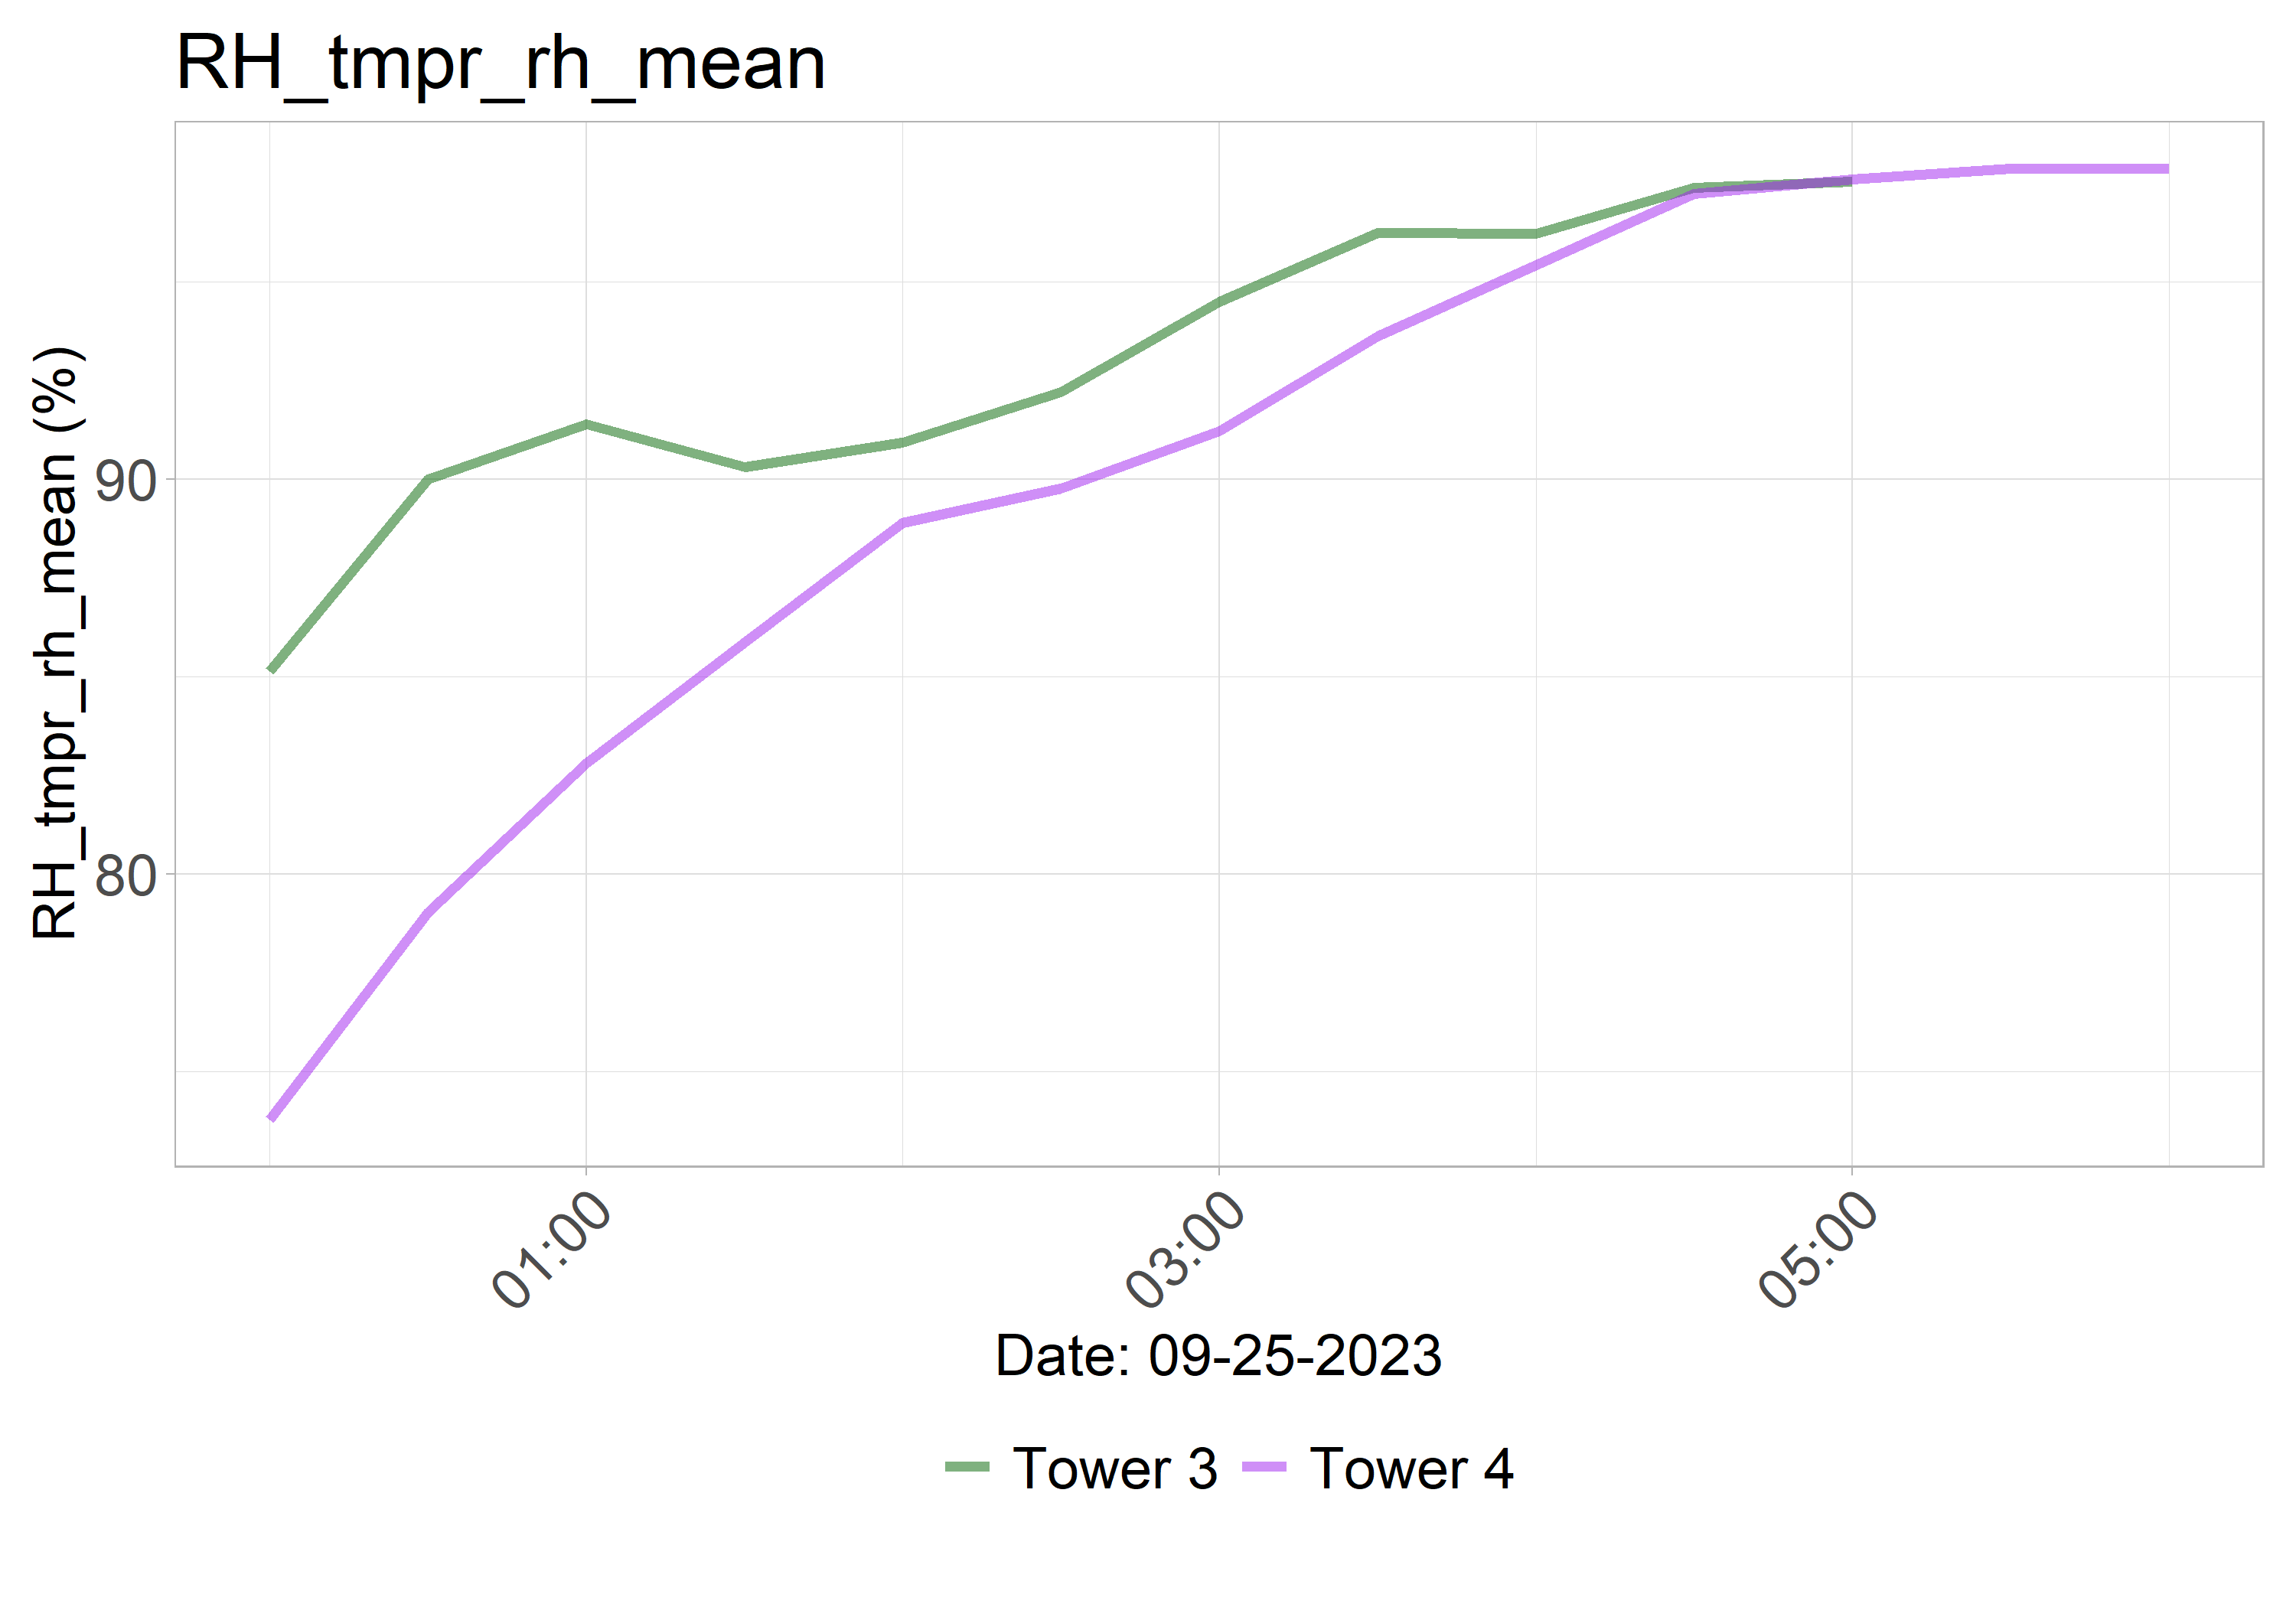 RH_tmpr_rh_mean
RH_tmpr_rh_mean (%)
90
80
01:00
03:00
05:00
Date: 09-25-2023
Tower 3
Tower 4